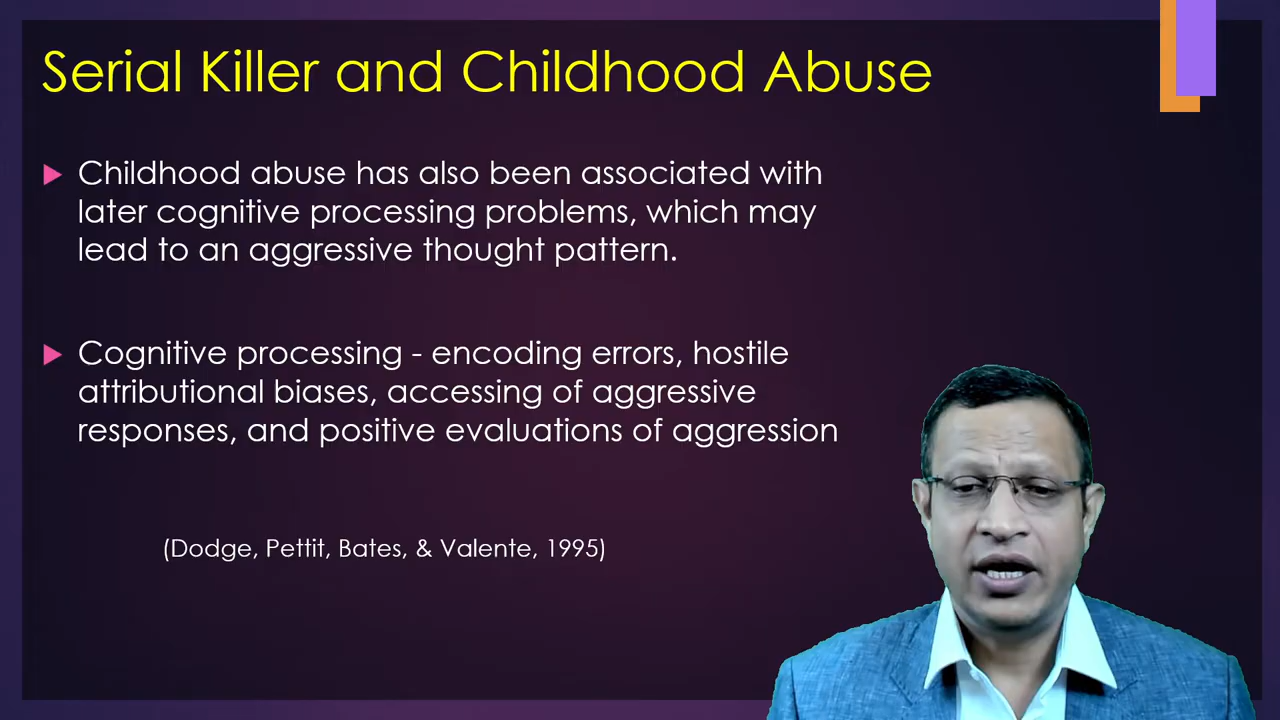 Serial Killer and Childhood Abuse
Childhood abuse has also been associated with
later cognitive processing problems, which may
lead to an aggressive thought pattern.
Cognitive processing - encoding errors, hostile
attributional biases, accessing of aggressive
responses, and positive evaluations of aggression
(Dodge, Pettit, Bates, & Valente, 1995)